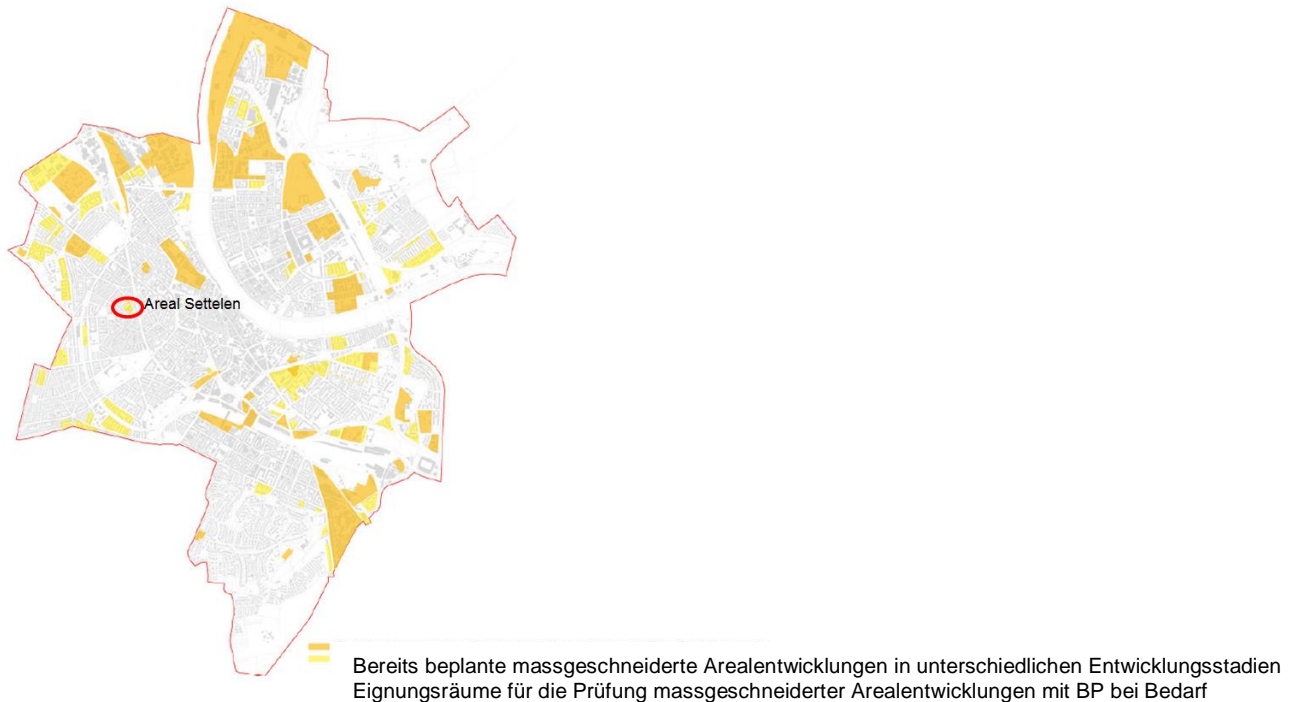 Areal Settelen
Bereits beplante massgeschneiderte Arealentwicklungen in unterschiedlichen Entwicklungsstadien
Eignungsräume für die Prüfung massgeschneiderter Arealentwicklungen mit BP bei Bedarf